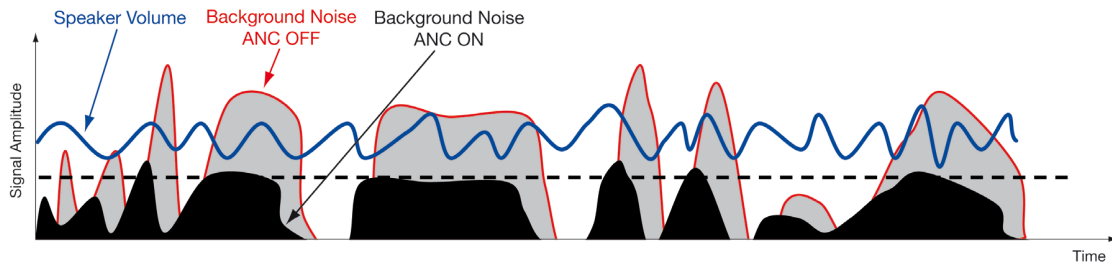 Speaker Volume
Background Noise
ANC OFF
Background Noise
ANC ON
Signal Amplitude
Time